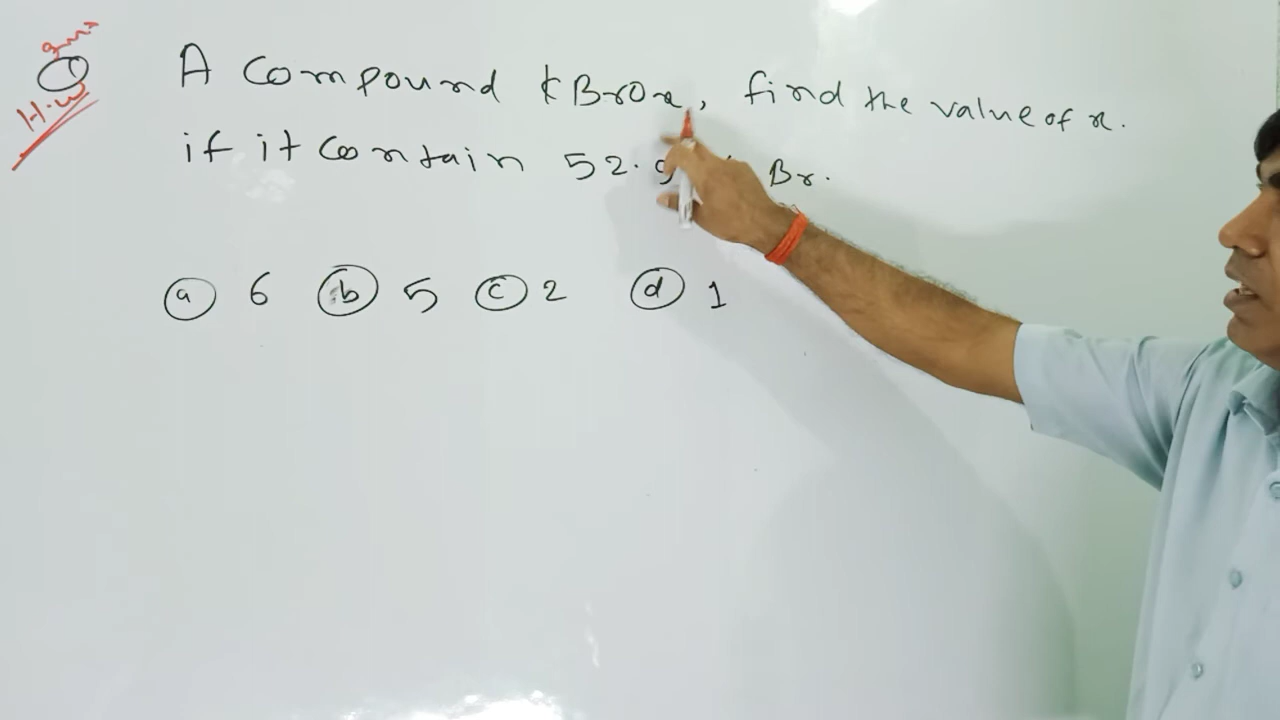 A compound KBrOx, find the value of x.
if it contain 52. Br.
a 6 b 5 c 2 d 1
H.W